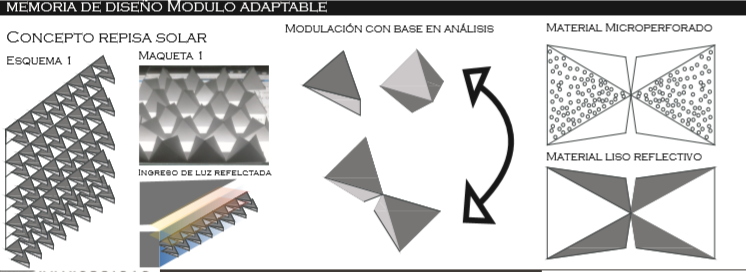 MEMORIA DE DISEÑO MODULO ADAPTABLE
CONCEPTO REPISA SOLAR
ESQUEMA 1
MAQUETA 1
INGRESO DE LUZ REFELCTADA
MODULACIÓN CON BASE EN ANÁLISIS
MATERIAL MICROPERFORADO
MATERIAL LISO REFLECTIVO